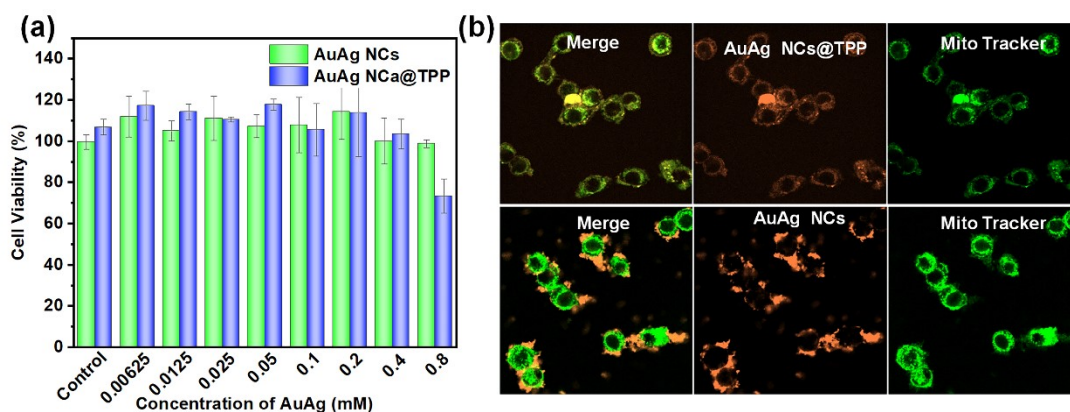 (a)
AuAg NCs
AuAg NCa@TPP
Cell Viability (%)
140
120
100
80
60
40
20
0
Control
0.00625
0.0125
0.025
0.05
0.1
0.2
0.4
0.8
Concentration of AuAg (mM)
(b)
Merge
AuAg NCs@TPP
Mito Tracker
Merge
AuAg NCs
Mito Tracker